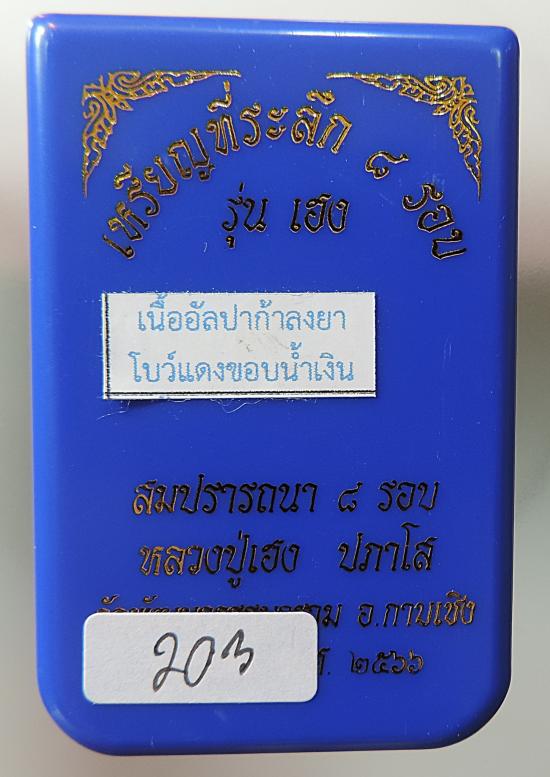 เหรียญที่ระลึก ๘ รอบ
รุ่น เฮง
เนื้ออัลปาก้าลงยา
โบว์แดงขอบน้ำเงิน
สมปรารถนา ๘ รอบ
หลวงปู่เฮง ปภาโส
อ.กาบเชิง
203
๒๕๖๖